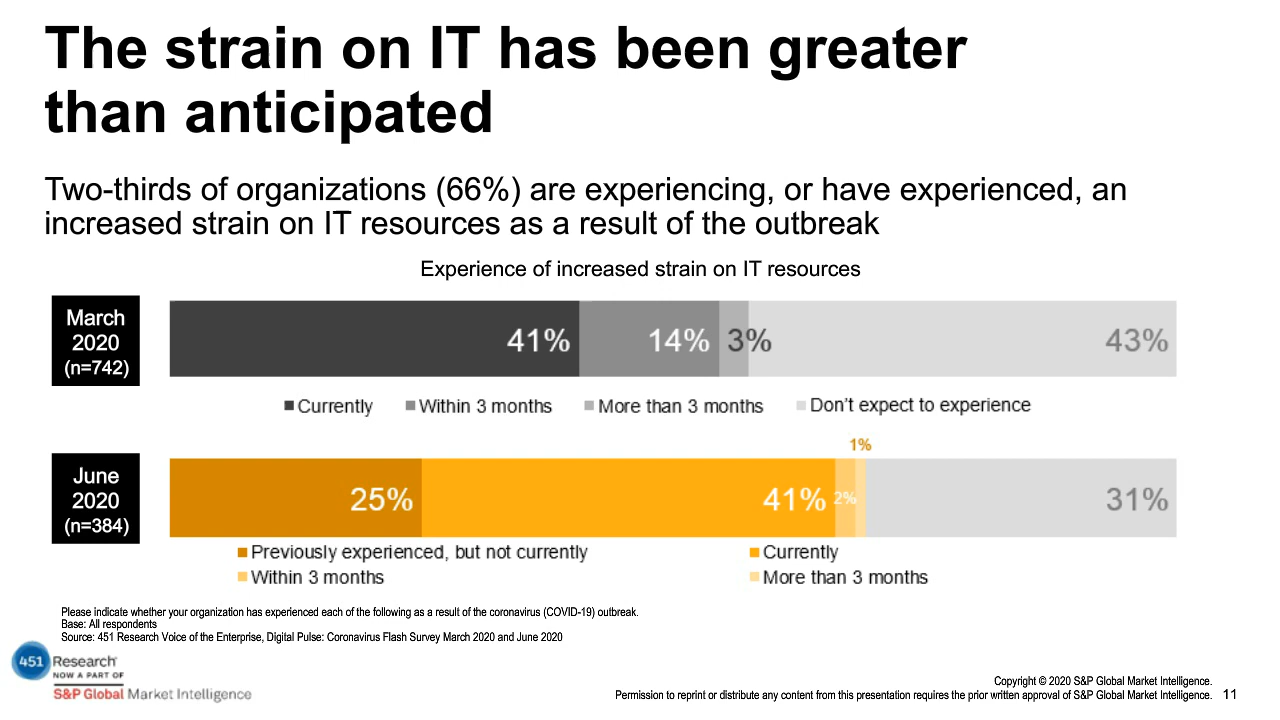 The strain on IT has been greater
than anticipated
Two-thirds of organizations (66%) are experiencing, or have experienced, an
increased strain on IT resources as a result of the outbreak
Experience of increased strain on IT resources
March
2020
(n=742)
41%
14%
3%
43%
Currently
Within 3 months
More than 3 months
Don't expect to experience
1%
June
2020
(n=384)
25%
41%
2%
31%
Previously experienced, but not currently
Currently
Within 3 months
More than 3 months
Please indicate whether your organization has experienced each of the following as a result of the coronavirus (COVID-19) outbreak.
Base: All respondents
Source: 451 Research Voice of the Enterprise, Digital Pulse: Coronavirus Flash Survey March 2020 and June 2020
451 Research
NOW A PART OF
S&P Global Market Intelligence
Copyright © 2020 S&P Global Market Intelligence.
Permission to reprint or distribute any content from this presentation requires the prior written approval of S&P Global Market Intelligence. 11